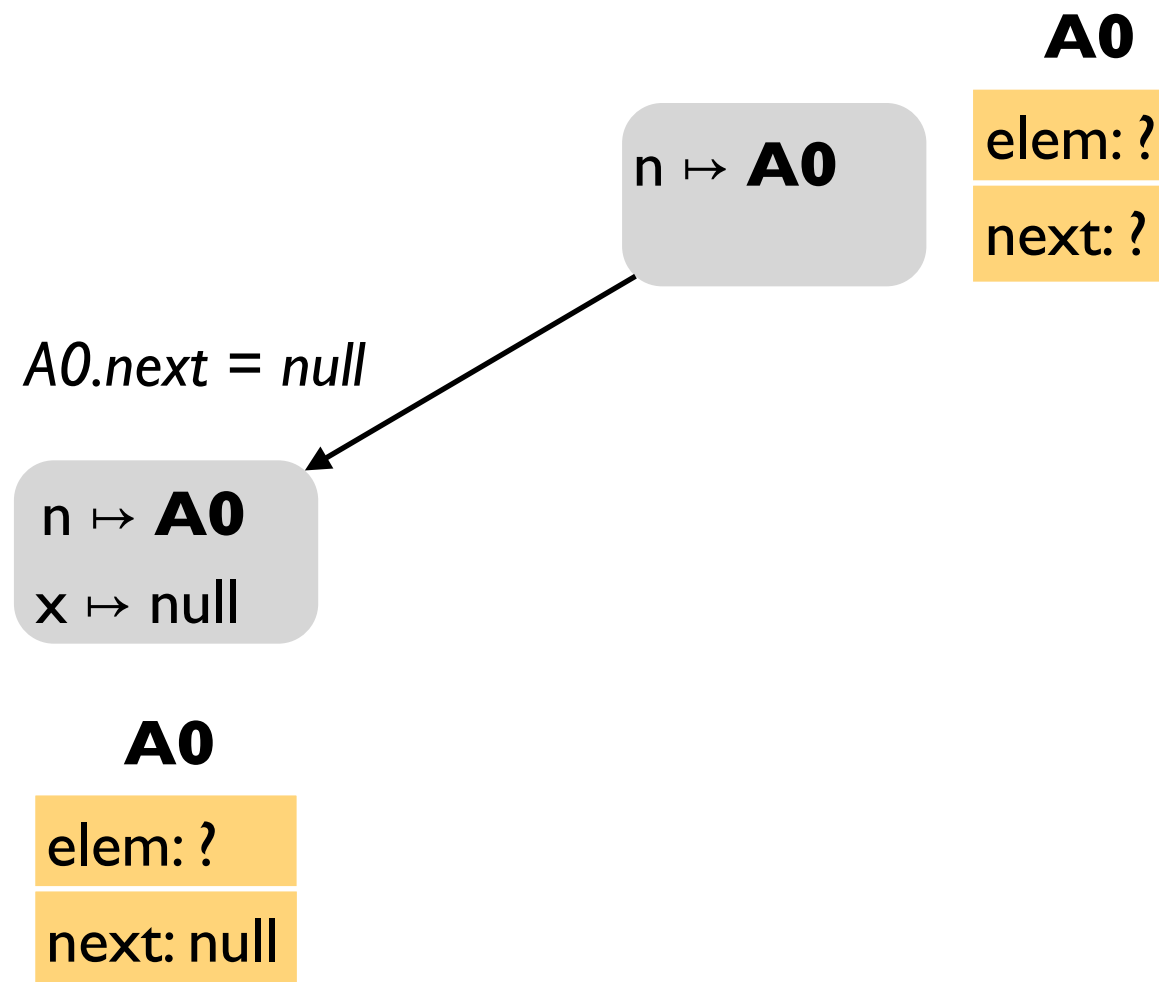 A0
elem: ?
n ↦ A0
next: ?
A0.next = null
n ↦ A0
x ↦ null
A0
elem: ?
next: null